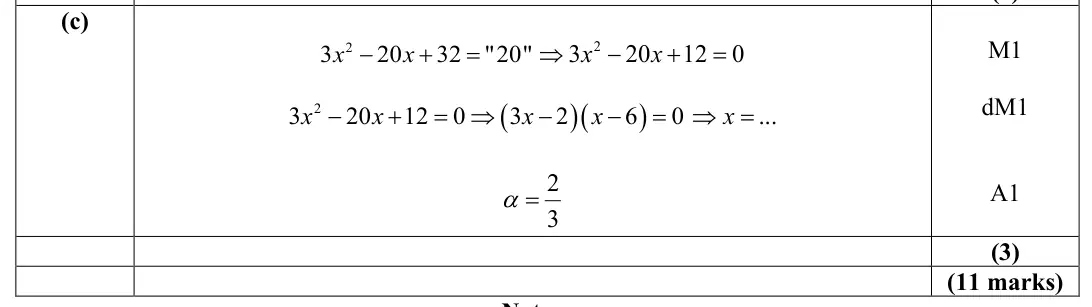 (c)
3x² − 20x + 32 = "20" ⇒ 3x² − 20x + 12 = 0 M1
3x² − 20x + 12 = 0 ⇒ (3x − 2)(x − 6) = 0 ⇒ x = ... dM1
α = 2/3 A1
(3)
(11 marks)